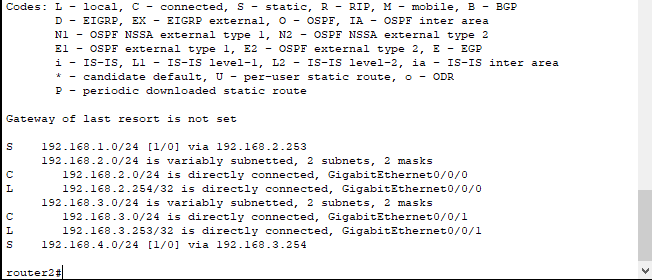 Codes: L - local, C - connected, S - static, R - RIP, M - mobile, B - BGP
D - EIGRP, EX - EIGRP external, O - OSPF, IA - OSPF inter area
N1 - OSPF NSSA external type 1, N2 - OSPF NSSA external type 2
E1 - OSPF external type 1, E2 - OSPF external type 2, E - EGP
i - IS-IS, L1 - IS-IS level-1, L2 - IS-IS level-2, ia - IS-IS inter area
* - candidate default, U - per-user static route, o - ODR
P - periodic downloaded static route
Gateway of last resort is not set
S 192.168.1.0/24 [1/0] via 192.168.2.253
192.168.2.0/24 is variably subnetted, 2 subnets, 2 masks
C 192.168.2.0/24 is directly connected, GigabitEthernet0/0/0
L 192.168.2.254/32 is directly connected, GigabitEthernet0/0/0
192.168.3.0/24 is variably subnetted, 2 subnets, 2 masks
C 192.168.3.0/24 is directly connected, GigabitEthernet0/0/1
L 192.168.3.253/32 is directly connected, GigabitEthernet0/0/1
S 192.168.4.0/24 [1/0] via 192.168.3.254
router2#